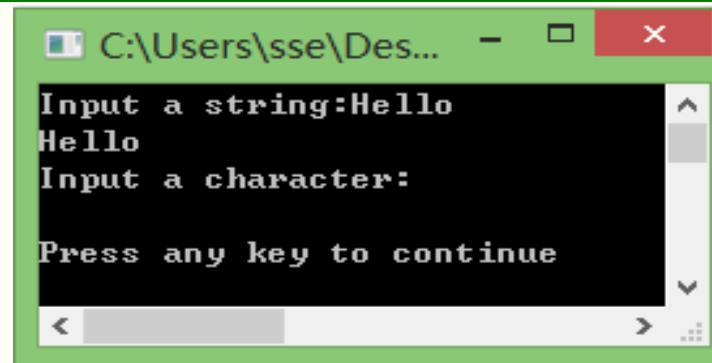 C:\Users\sse\Des...
Input a string:Hello
Hello
Input a character:
Press any key to continue